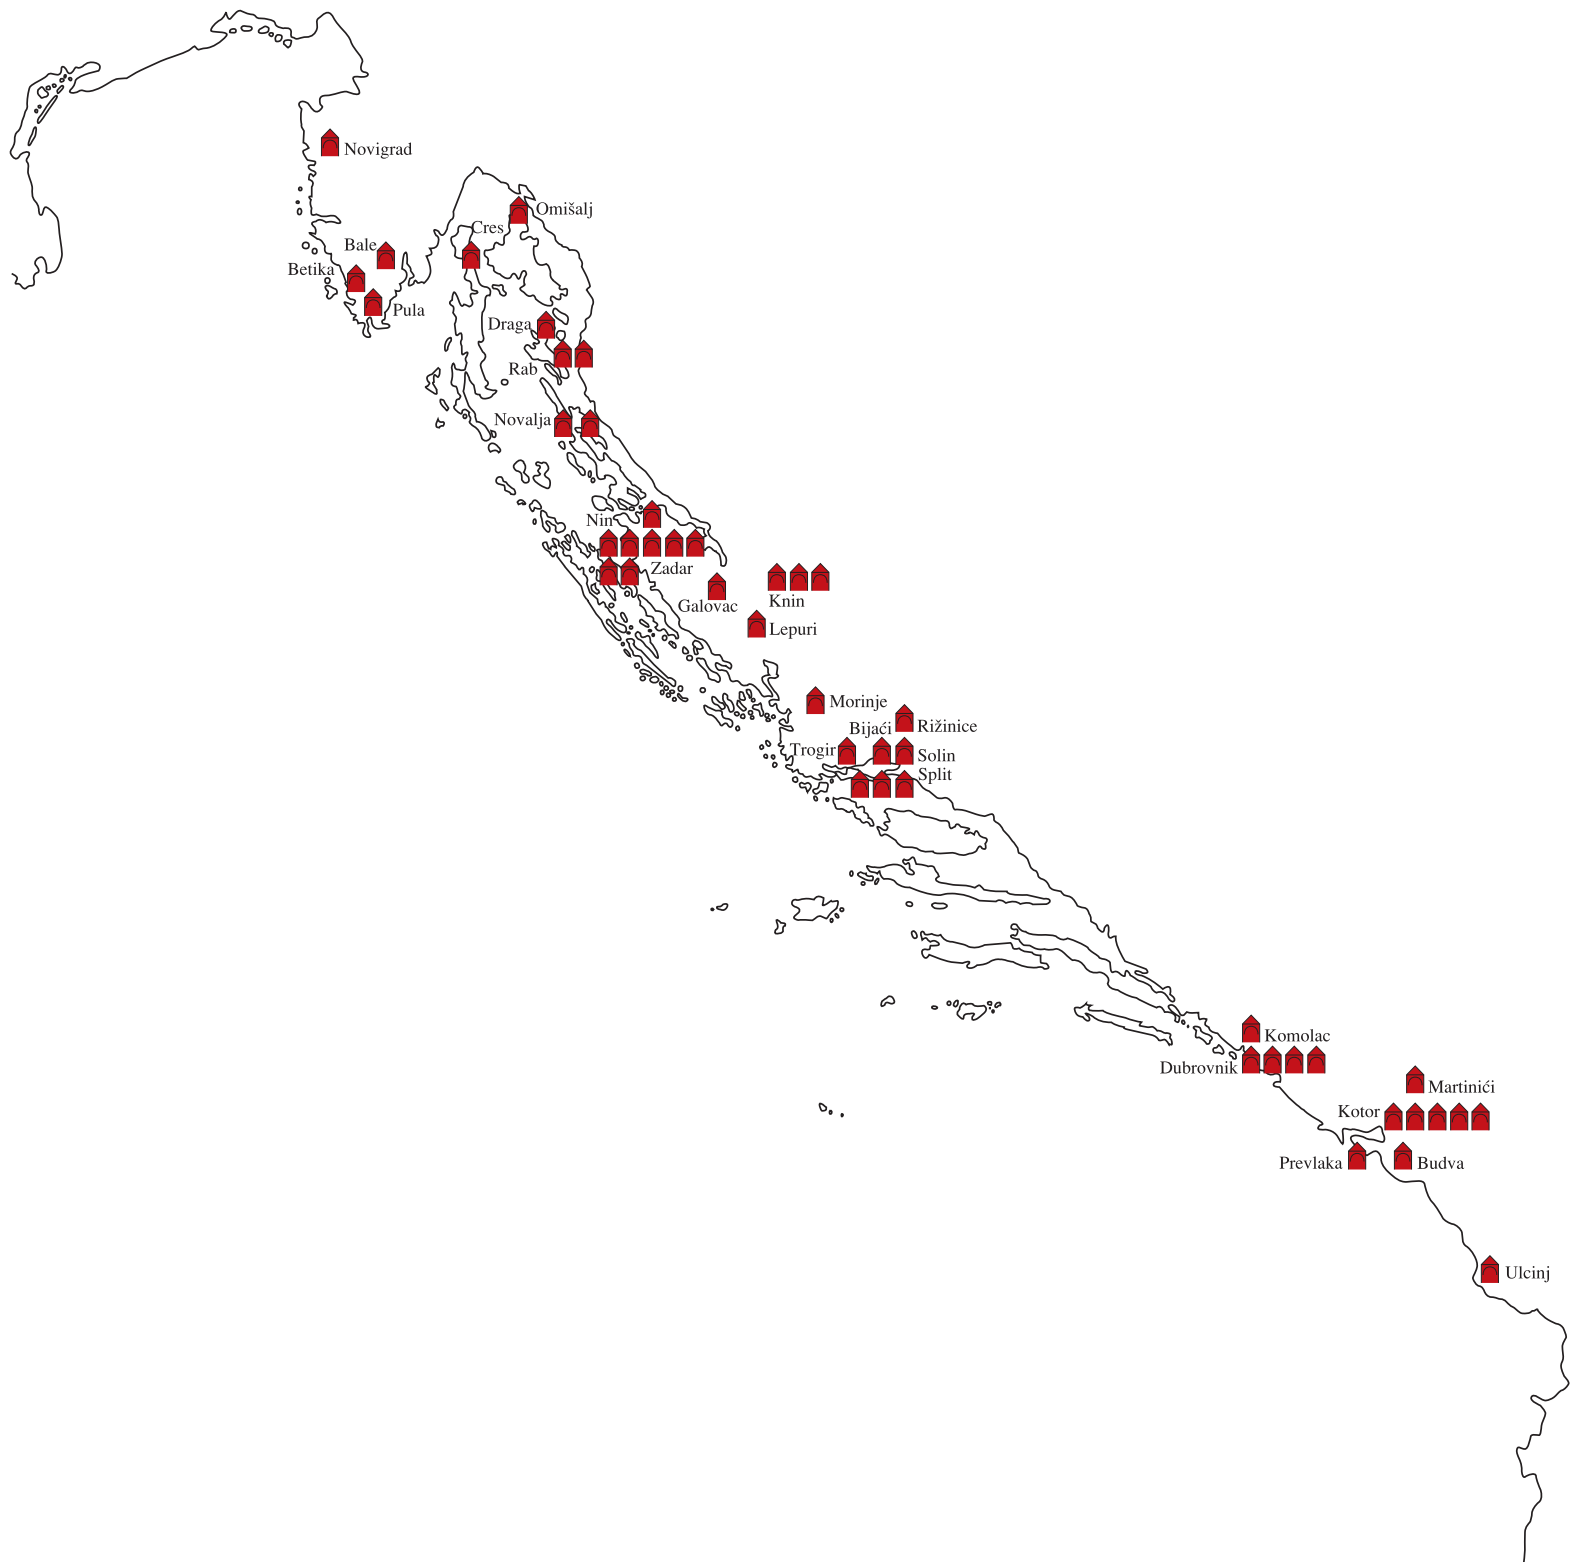 Novigrad
Omišalj
Cres
Bale
Betika
Pula
Draga
Rab
Novalja
Nin
Zadar
Galovac
Knin
Lepuri
Morinje
Rižinice
Bijaći
Trogir
Solin
Split
Komolac
Dubrovnik
Martinići
Kotor
Prevlaka
Budva
Ulcinj